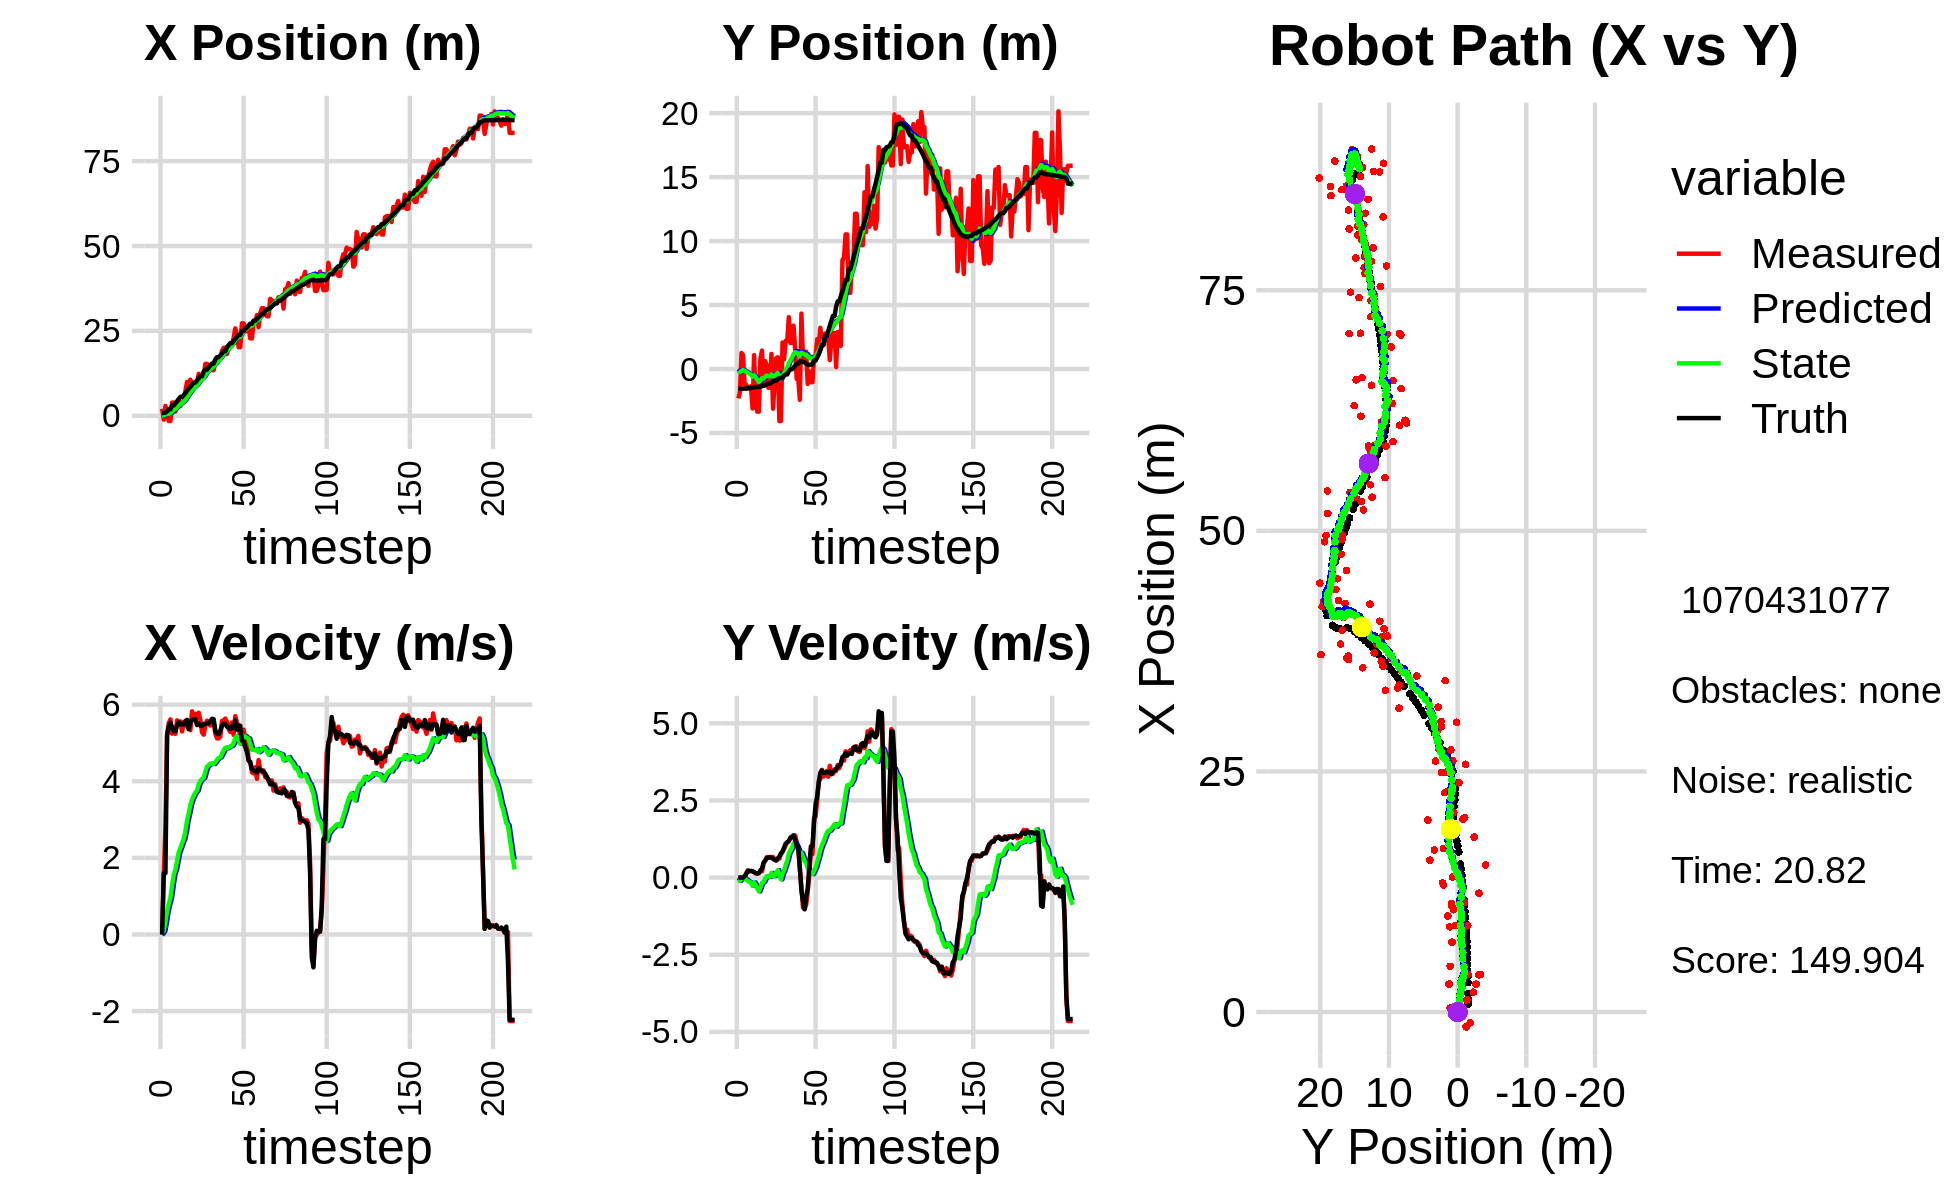 X Position (m)
75
50
25
0
0
50
100
150
200
timestep
Y Position (m)
20
15
10
5
0
-5
0
50
100
150
200
timestep
X Velocity (m/s)
6
4
2
0
-2
0
50
100
150
200
timestep
Y Velocity (m/s)
5.0
2.5
0.0
-2.5
-5.0
0
50
100
150
200
timestep
Robot Path (X vs Y)
X Position (m)
75
50
25
0
20 10 0 -10 -20
Y Position (m)
variable
Measured
Predicted
State
Truth
1070431077
Obstacles: none
Noise: realistic
Time: 20.82
Score: 149.904